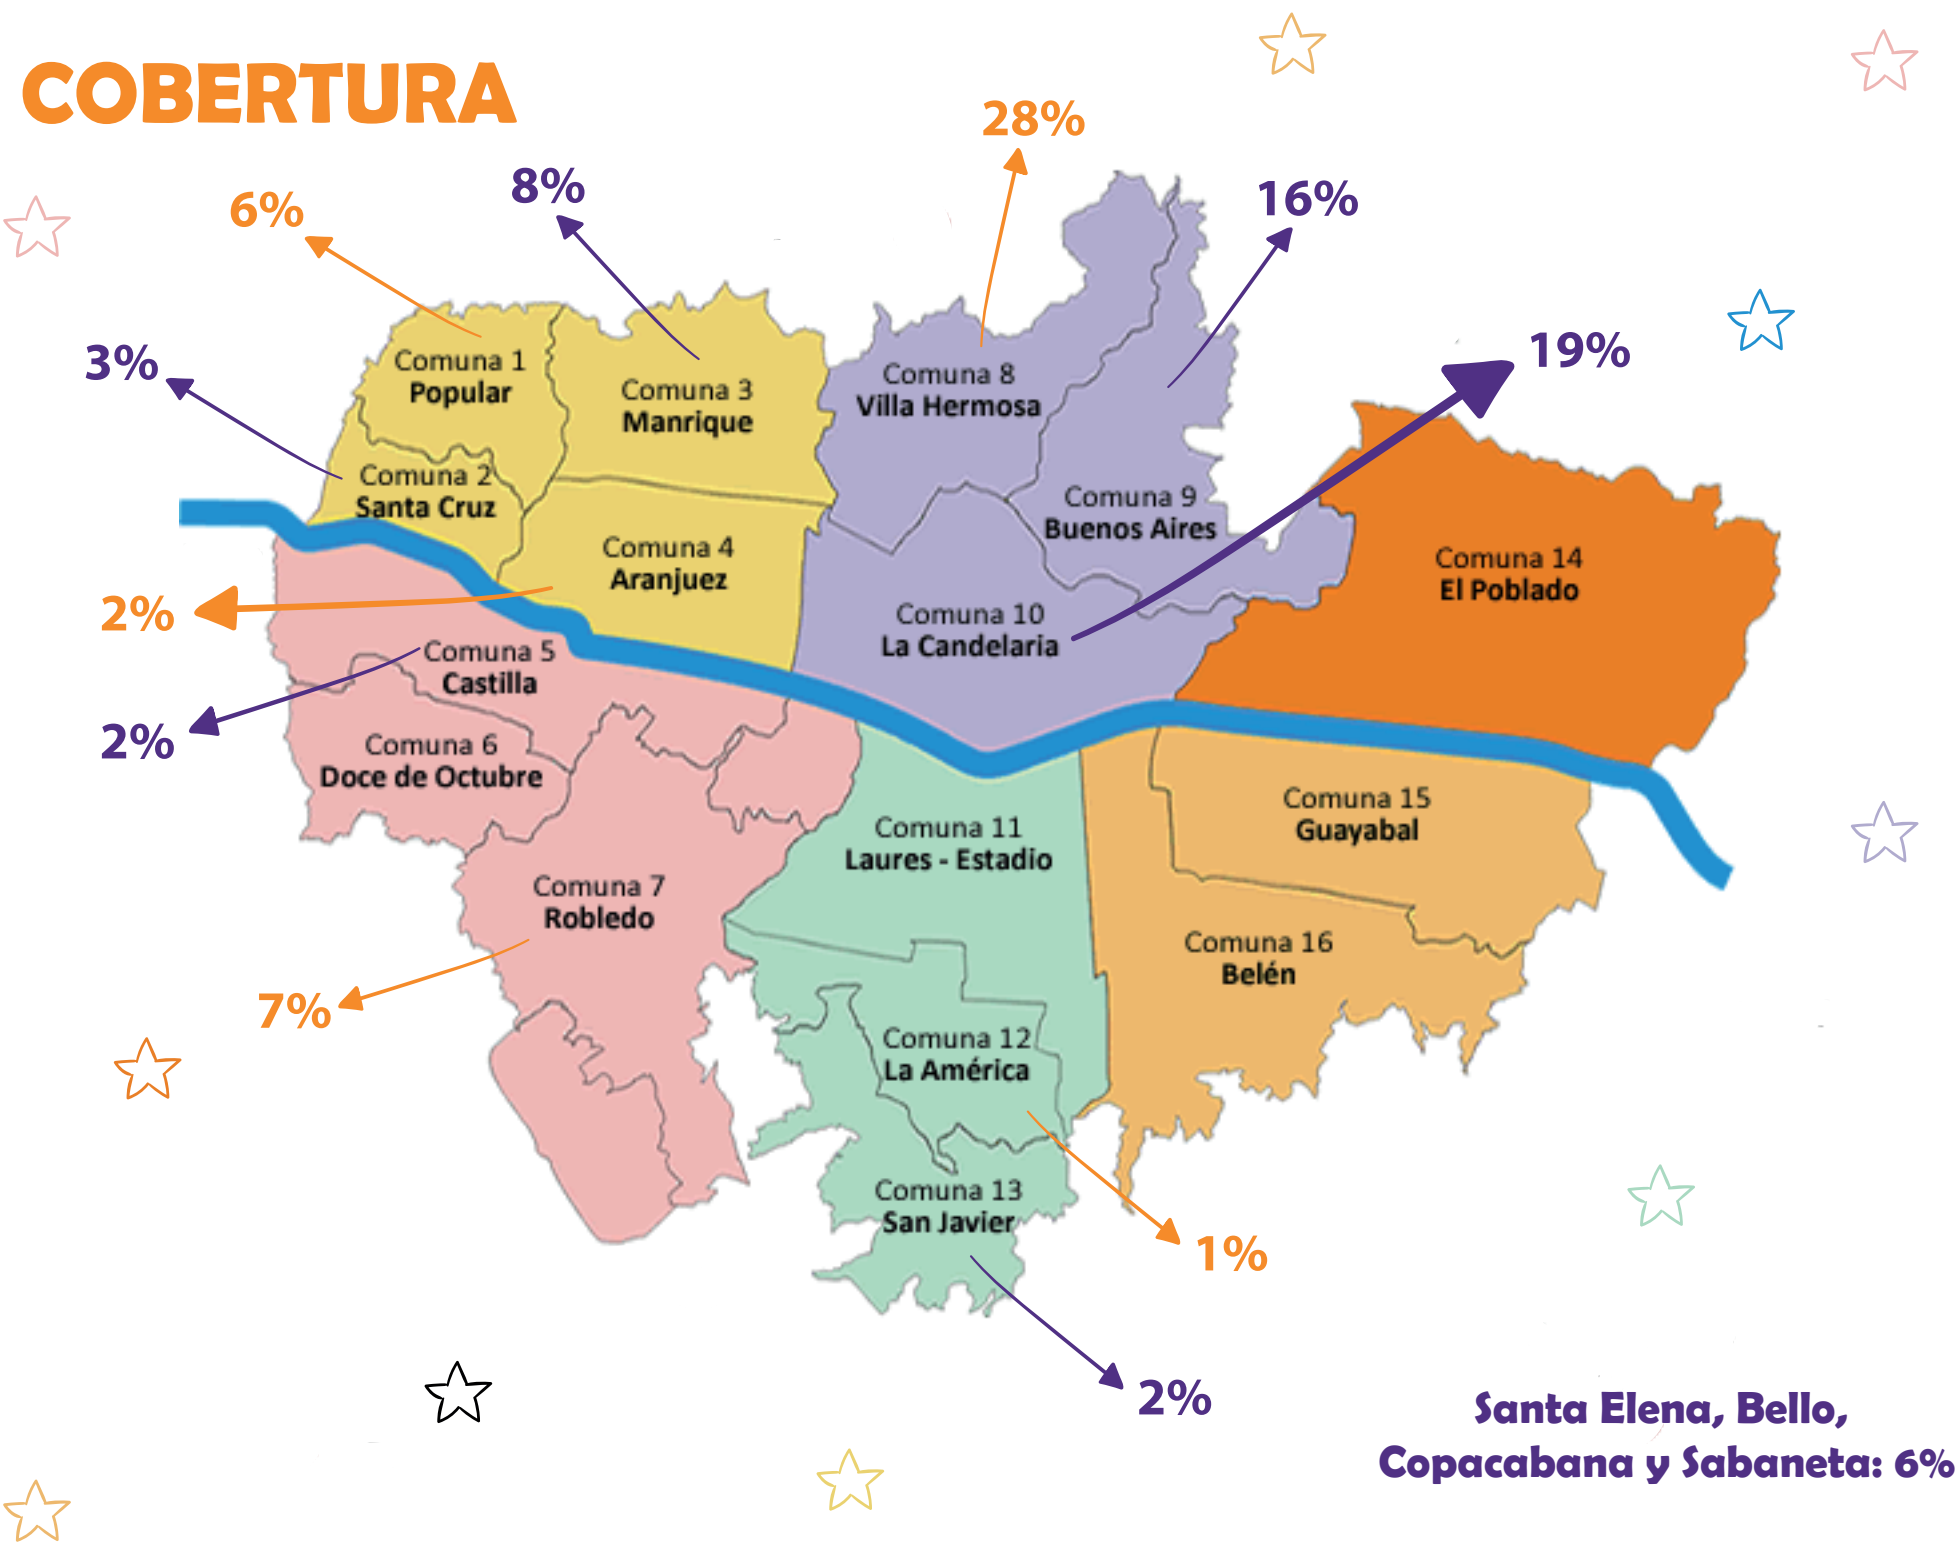 COBERTURA
28%
8%
16%
6%
19%
3%
Comuna 1
Popular
Comuna 3
Manrique
Comuna 8
Villa Hermosa
Comuna 2
Santa Cruz
Comuna 9
Buenos Aires
Comuna 4
Aranjuez
Comuna 14
El Poblado
2%
Comuna 10
La Candelaria
Comuna 5
Castilla
2%
Comuna 6
Doce de Octubre
Comuna 15
Guayabal
Comuna 11
Laures - Estadio
Comuna 7
Robledo
Comuna 16
Belén
7%
Comuna 12
La América
Comuna 13
San Javier
1%
2%
Santa Elena, Bello,
Copacabana y Sabaneta: 6%